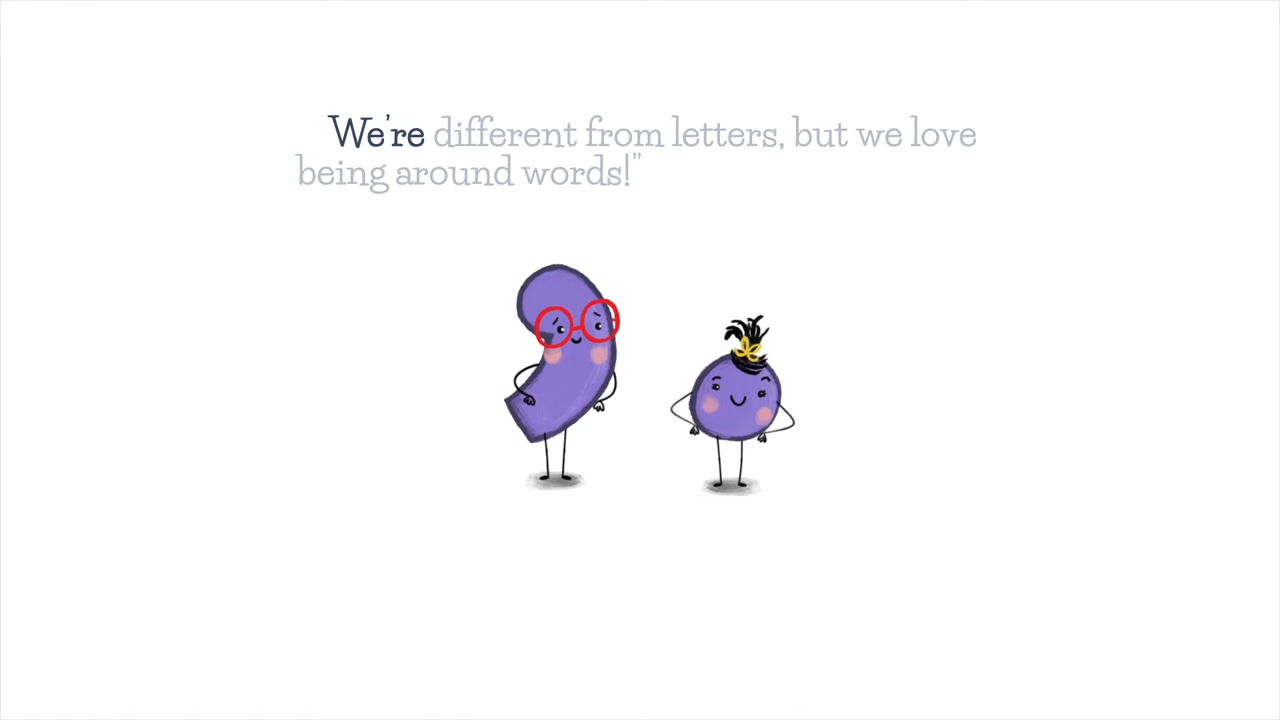 We're different from letters, but we love
being around words!”